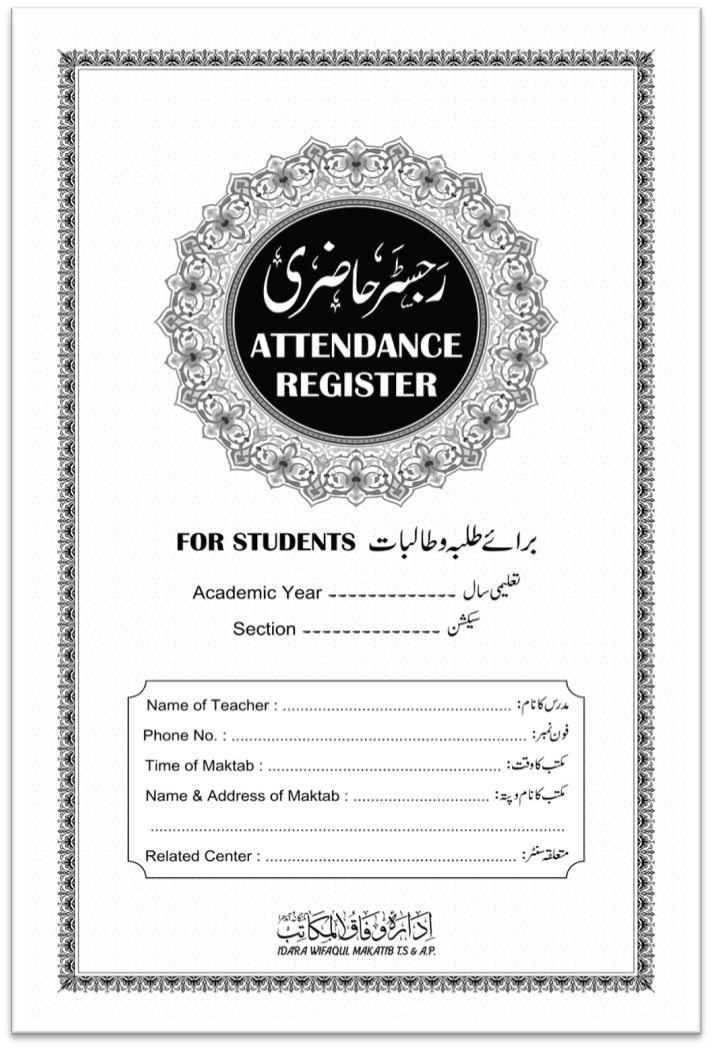 رجسٹر حاضری
ATTENDANCE
REGISTER
FOR STUDENTS برائے طلبہ و طالبات
Academic Year ------------- تعلیمی سال
Section -------------- سیکشن
Name of Teacher : .................................................... مدرس کا نام:
Phone No. : ................................................................... فون نمبر:
Time of Maktab : ..................................................... مکتب کا وقت:
Name & Address of Maktab : ............................... مکتب کا نام و پتہ:
..............................................................................................
Related Center : ......................................................... متعلقہ سنٹر:
ادارہ وفاق المکاتب
IDARA WIFAQUL MAKATIB T.S & A.P.